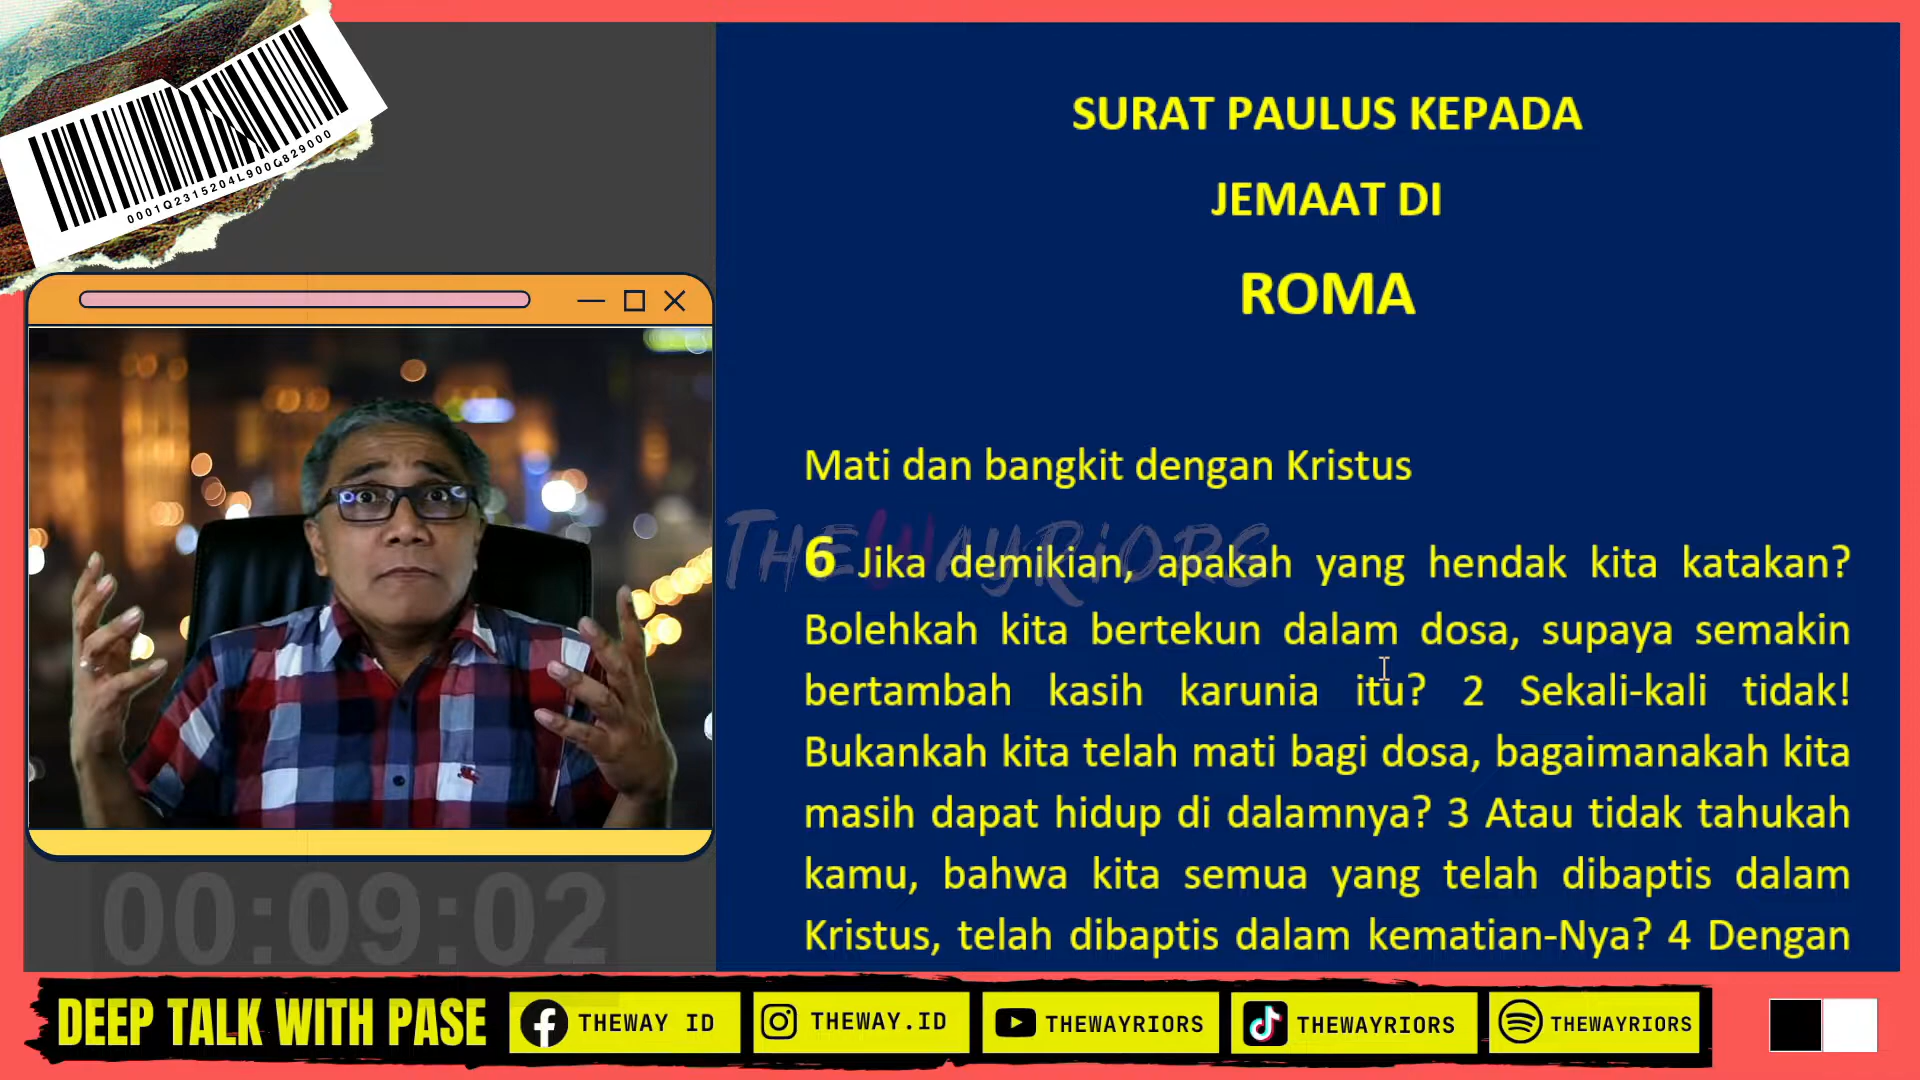 0001Q2315204L900G829000
SURAT PAULUS KEPADA
JEMAAT DI
ROMA
Mati dan bangkit dengan Kristus
THEWAYRIORS
6 Jika demikian, apakah yang hendak kita katakan?
Bolehkah kita bertekun dalam dosa, supaya semakin
bertambah kasih karunia itu? 2 Sekali-kali tidak!
Bukankah kita telah mati bagi dosa, bagaimanakah kita
masih dapat hidup di dalamnya? 3 Atau tidak tahukah
kamu, bahwa kita semua yang telah dibaptis dalam
Kristus, telah dibaptis dalam kematian-Nya? 4 Dengan
00:09:02
DEEP TALK WITH PASE
THEWAY ID
THEWAY.ID
THEWAYRIORS
THEWAYRIORS
THEWAYRIORS